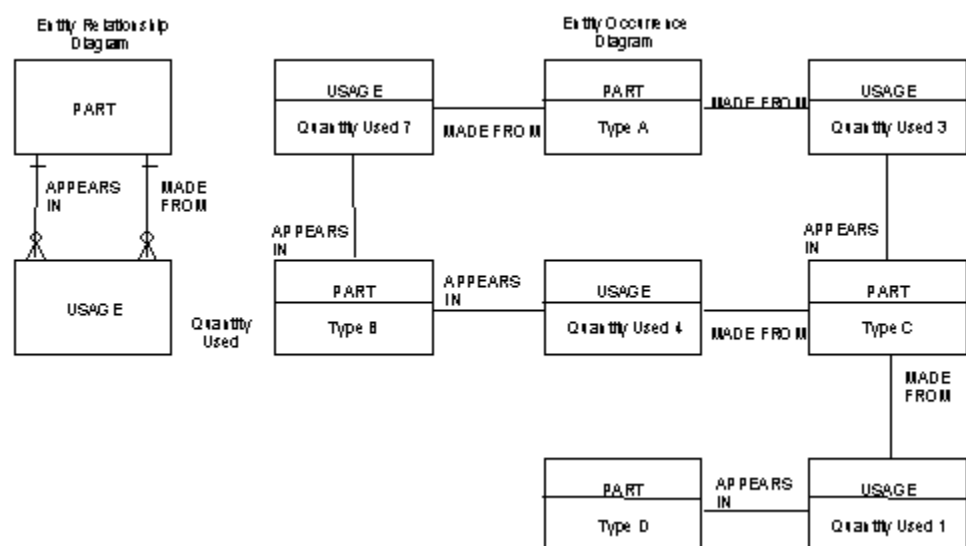 Entity Relationship
Diagram
PART
APPEARS
IN
MADE
FROM
USAGE
Quantity
Used
Entity Occurrence
Diagram
USAGE
Quantity Used 7
MADE FROM
PART
Type A
MADE FROM
USAGE
Quantity Used 3
APPEARS
IN
APPEARS
IN
PART
Type B
APPEARS
IN
USAGE
Quantity Used 4
MADE FROM
PART
Type C
MADE
FROM
PART
Type D
APPEARS
IN
USAGE
Quantity Used 1